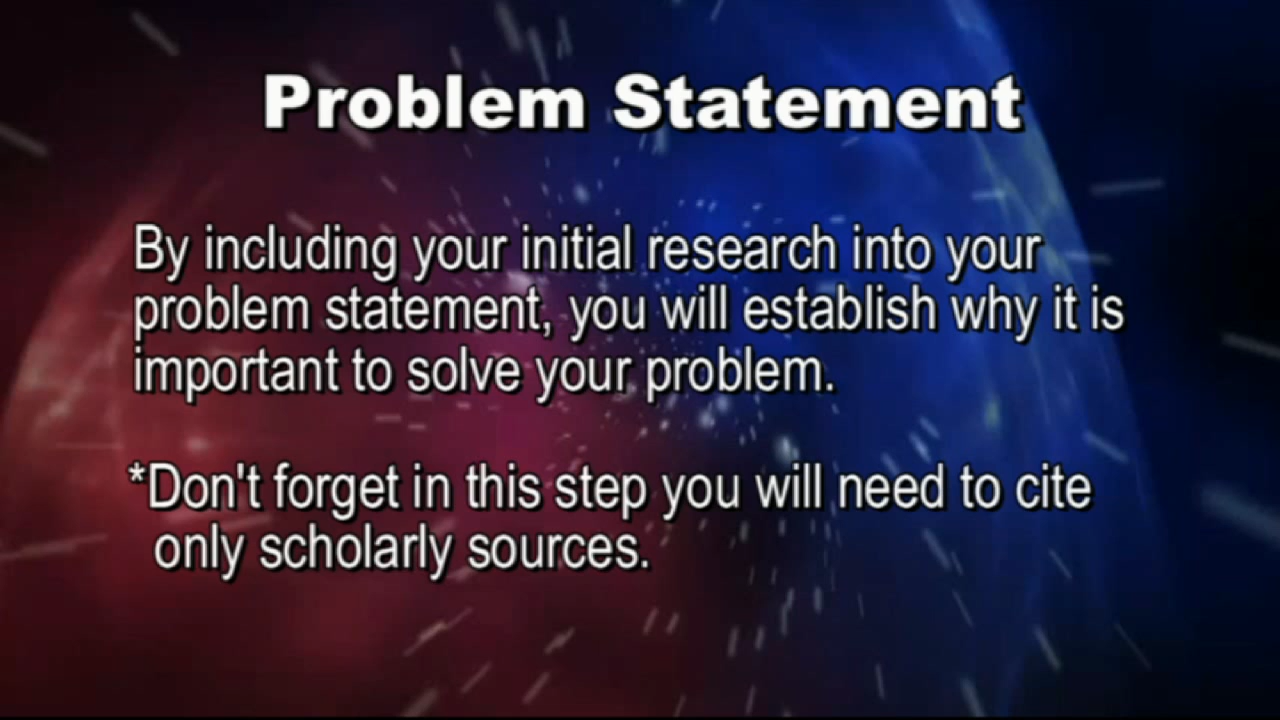 Problem Statement
By including your initial research into your
problem statement, you will establish why it is
important to solve your problem.
*Don't forget in this step you will need to cite
only scholarly sources.